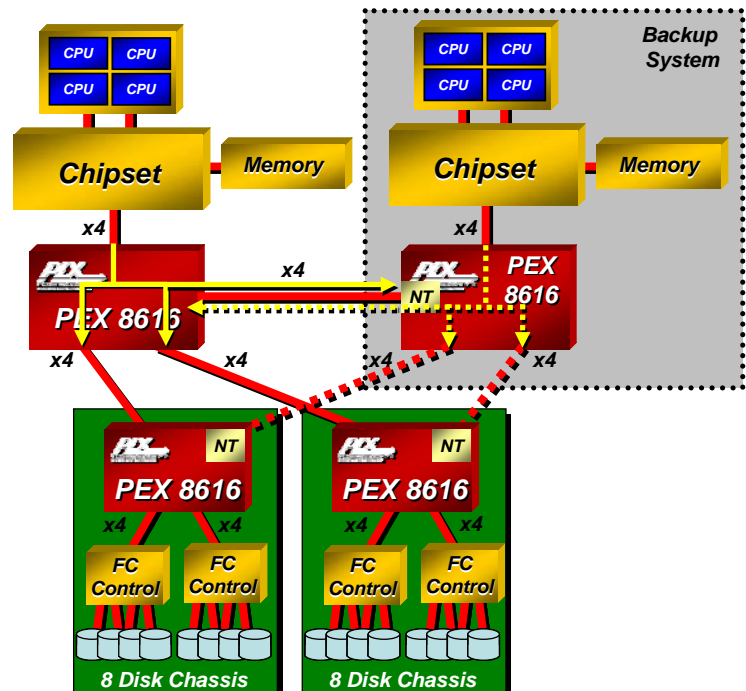 Backup
System
CPU CPU
CPU CPU
CPU CPU
CPU CPU
Chipset
Memory
Chipset
Memory
x4
x4
PEX 8616
x4
NT
PEX
8616
x4
x4
x4
x4
NT
PEX 8616
NT
PEX 8616
x4
x4
x4
x4
FC
Control
FC
Control
FC
Control
FC
Control
8 Disk Chassis
8 Disk Chassis